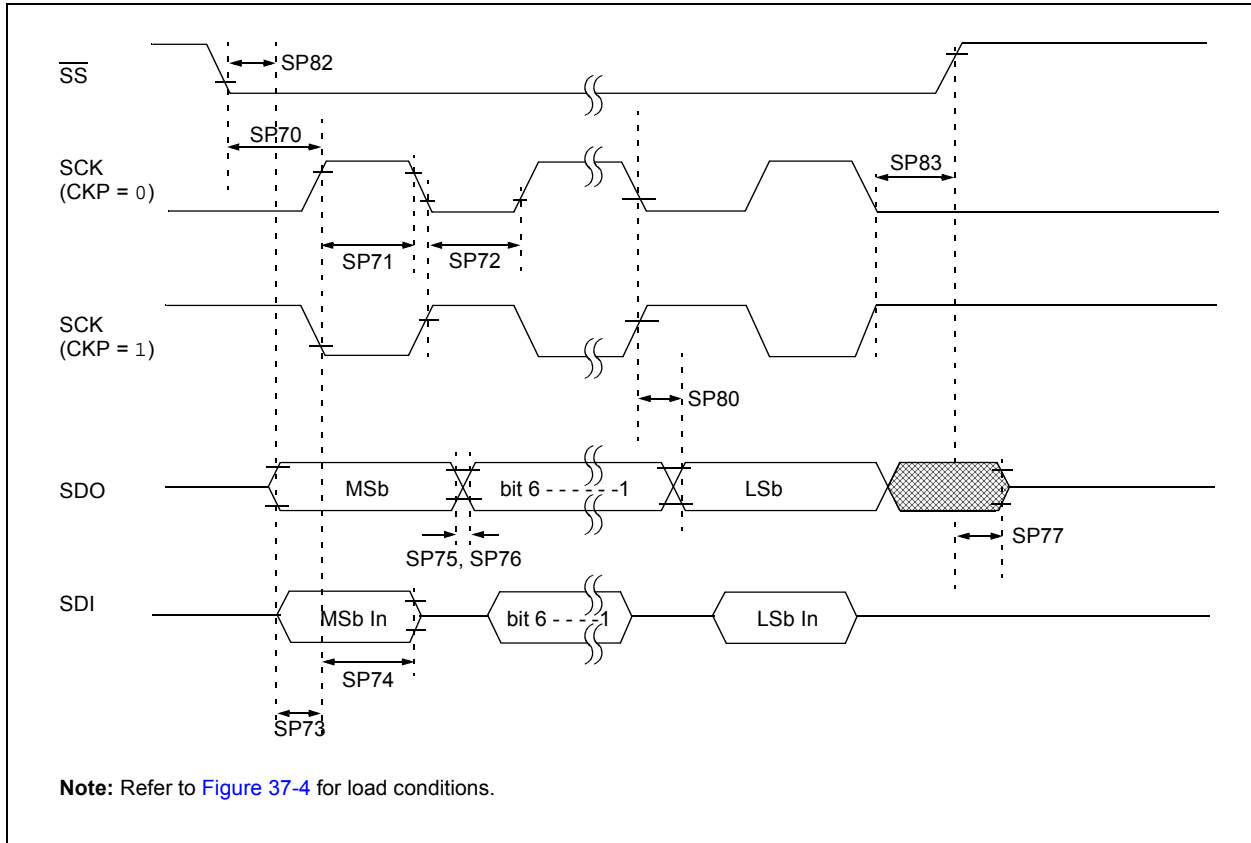 SS
SP82
SP70
SCK
(CKP = 0)
SP83
SP71
SP72
SCK
(CKP = 1)
SP80
SDO
MSb
bit 6 - - - - - -1
LSb
SP75, SP76
SP77
SDI
MSb In
bit 6 - - - -1
LSb In
SP74
SP73
Note: Refer to Figure 37-4 for load conditions.